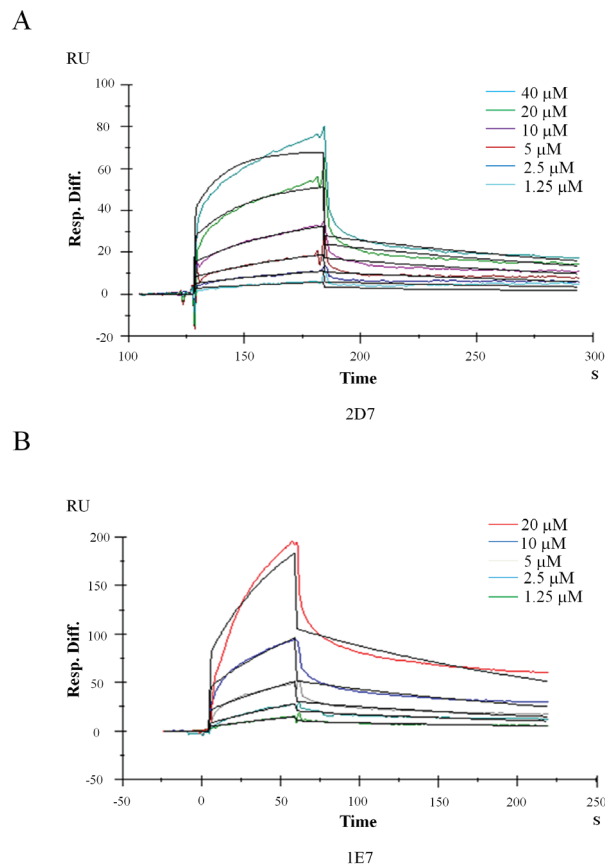 A
RU
100
80
60
40
20
0
-20
Resp. Diff.
40 µM
20 µM
10 µM
5 µM
2.5 µM
1.25 µM
100 150 200 250 300
Time s
2D7
B
RU
200
150
100
50
0
-50
Resp. Diff.
20 µM
10 µM
5 µM
2.5 µM
1.25 µM
-50 0 50 100 150 200 250
Time s
1E7